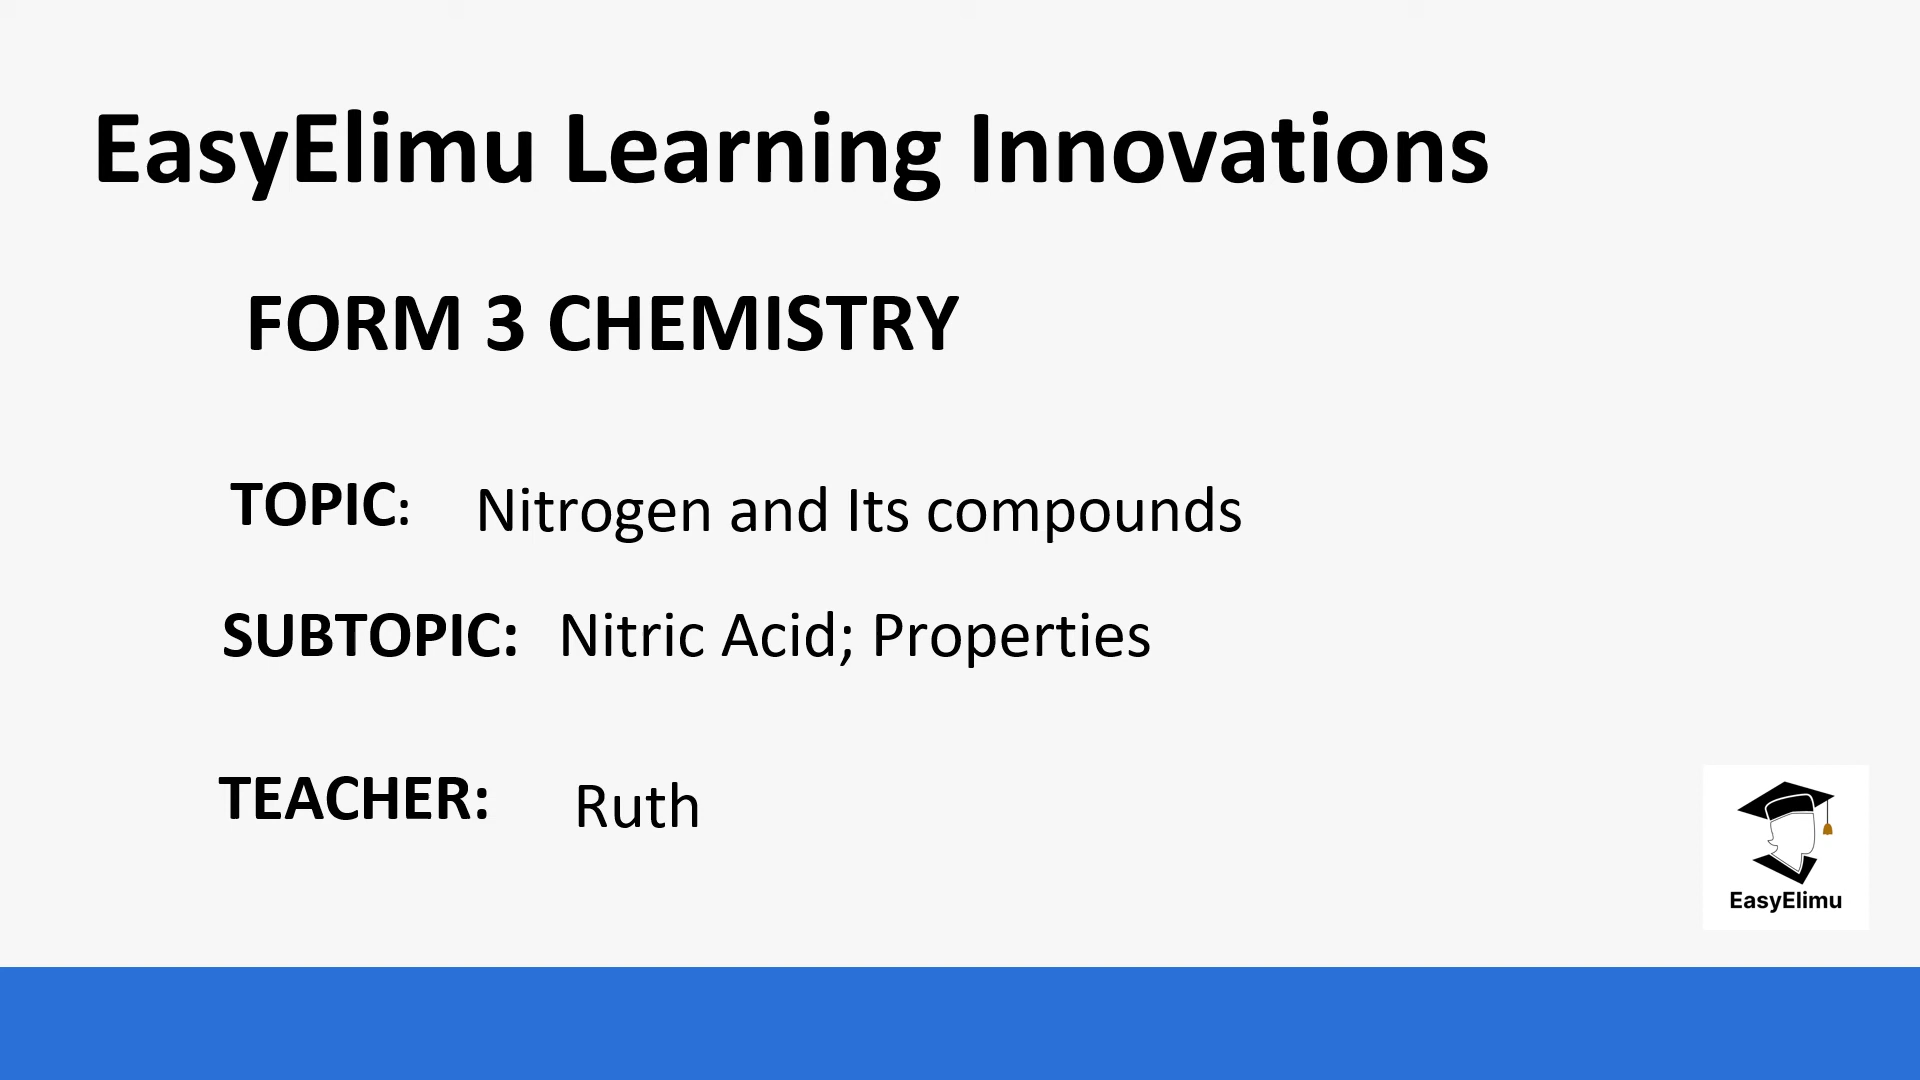 EasyElimu Learning Innovations
FORM 3 CHEMISTRY
TOPIC: Nitrogen and Its compounds
SUBTOPIC: Nitric Acid; Properties
TEACHER: Ruth
EasyElimu